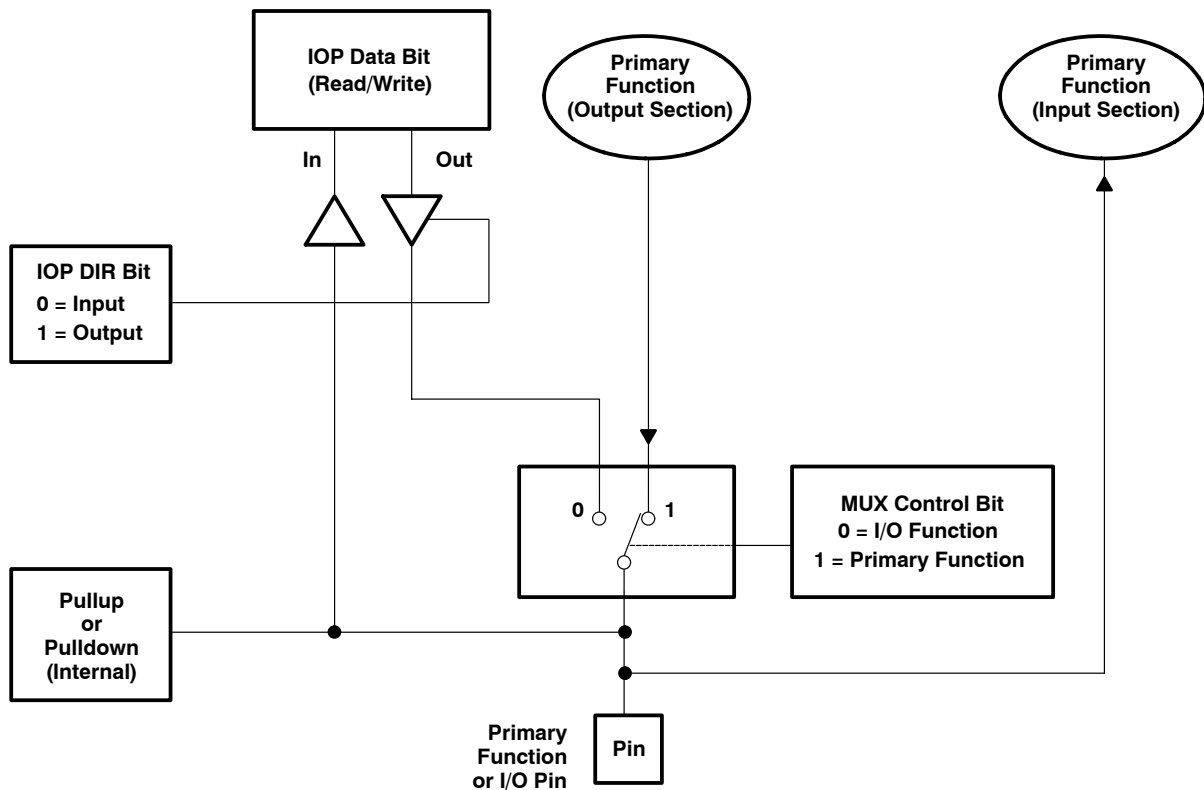 IOP Data Bit
(Read/Write)
Primary
Function
(Output Section)
Primary
Function
(Input Section)
In
Out
IOP DIR Bit
0 = Input
1 = Output
0
1
MUX Control Bit
0 = I/O Function
1 = Primary Function
Pullup
or
Pulldown
(Internal)
Primary
Function
or I/O Pin
Pin